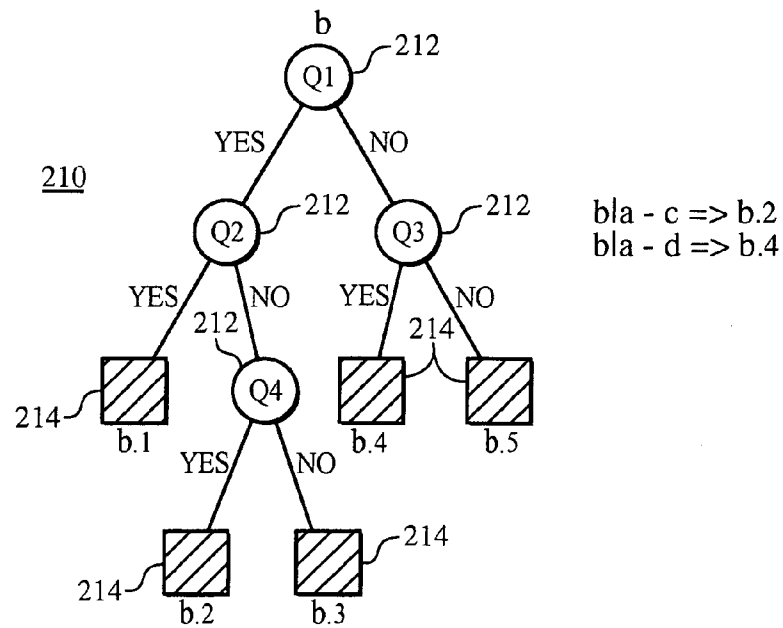 b
Q1
212
YES
NO
210
Q2
212
Q3
212
b|a - c => b.2
b|a - d => b.4
YES
NO
YES
NO
212
214
214
Q4
b.1
b.4
b.5
YES
NO
214
214
b.2
b.3